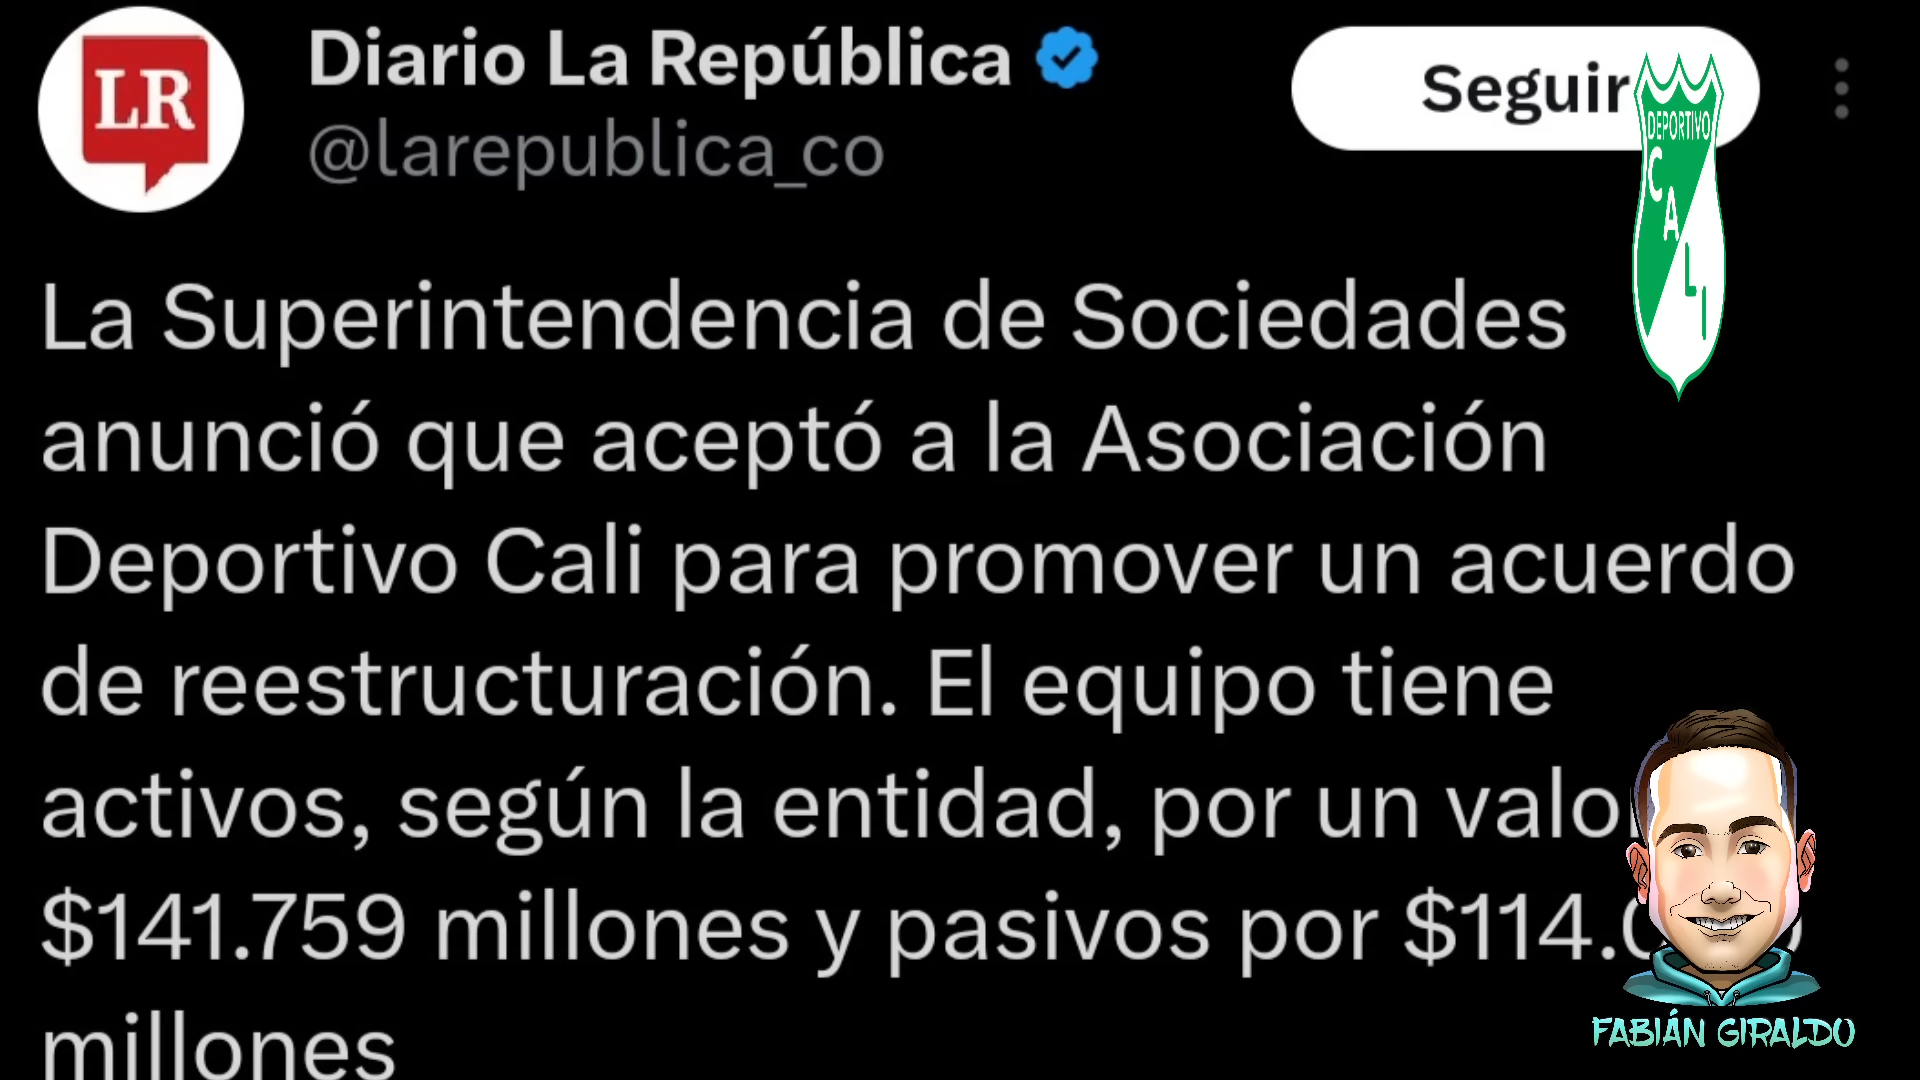 LR
Diario La República
@larepublica_co
Seguir
DEPORTIVO
CALI
La Superintendencia de Sociedades
anunció que aceptó a la Asociación
Deportivo Cali para promover un acuerdo
de reestructuración. El equipo tiene
activos, según la entidad, por un
$141.759 millones y pasivos por
millones
FABIÁN GIRALDO